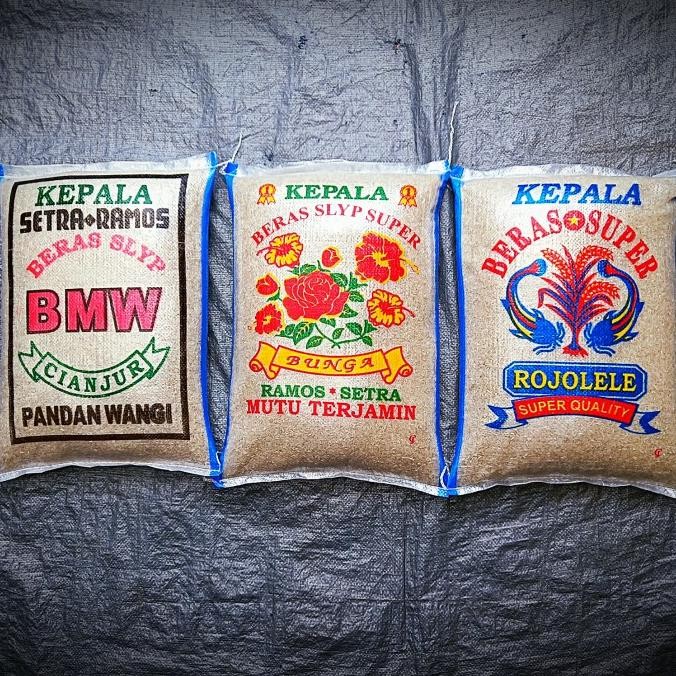 KEPALA
SETRA RAMOS
BERAS SLYP
BMW
CIANJUR
PANDAN WANGI
KEPALA
BERAS SLYP SUPER
BUNGA
RAMOS * SETRA
MUTU TERJAMIN
KEPALA
BERAS SUPER
ROJOLELE
SUPER QUALITY